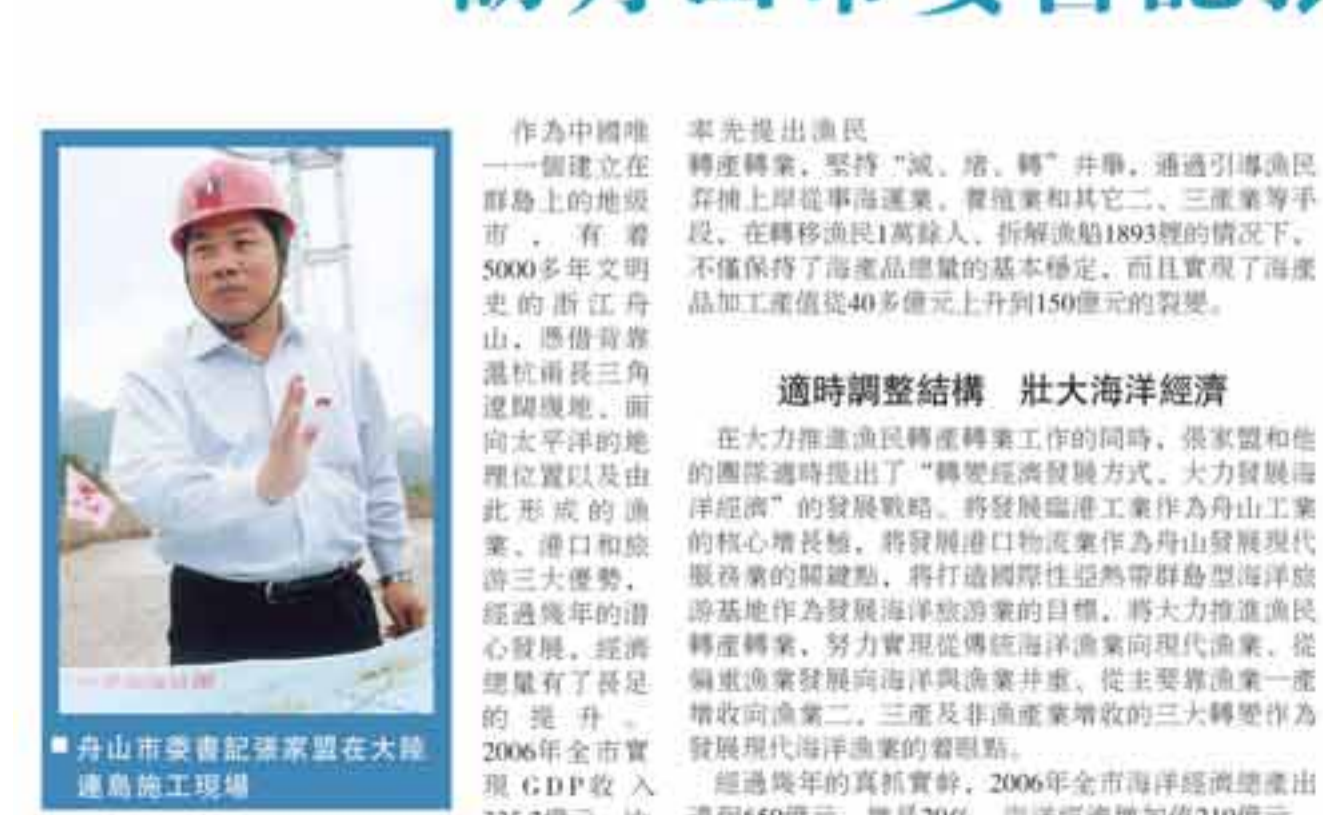 舟山市委書記
作為中國唯
一一個建立在
群島上的地級
市,有着
5000多年文明
史的浙江舟
山,憑借背靠
滬杭甬長三角
遼闊腹地,面
向太平洋的地
理位置以及由
此形成的漁
業、港口和旅
游三大優勢,
經過幾年的潛
心發展,經濟
總量有了長足
的提升。
2006年全市實
現GDP收入
■舟山市委書記張家盟在大陸
連島施工現場
率先提出漁民
轉產轉業,堅持“減、堵、轉”并舉,通過引導漁民
弃捕上岸從事海運業、養殖業和其它二、三產業等手
段,在轉移漁民1萬餘人、拆解漁船1893艘的情況下,
不僅保持了海產品總量的基本穩定,而且實現了海產
品加工產值從40多億元上升到150億元的裂變。
適時調整結構 壯大海洋經濟
在大力推進漁民轉產轉業工作的同時,張家盟和他
的團隊適時提出了“轉變經濟發展方式,大力發展海
洋經濟”的發展戰略。將發展臨港工業作為舟山工業
的核心增長極,將發展港口物流業作為舟山發展現代
服務業的關鍵點,將打造國際性亞熱帶群島型海洋旅
游基地作為發展海洋旅游業的目標,將大力推進漁民
轉產轉業,努力實現從傳統海洋漁業向現代漁業、從
偏重漁業發展向海洋與漁業并重、從主要靠漁業一產
增收向漁業二、三產及非漁產業增收的三大轉變作為
發展現代海洋漁業的着眼點。
經過幾年的真抓實幹,2006年全市海洋經濟總產出